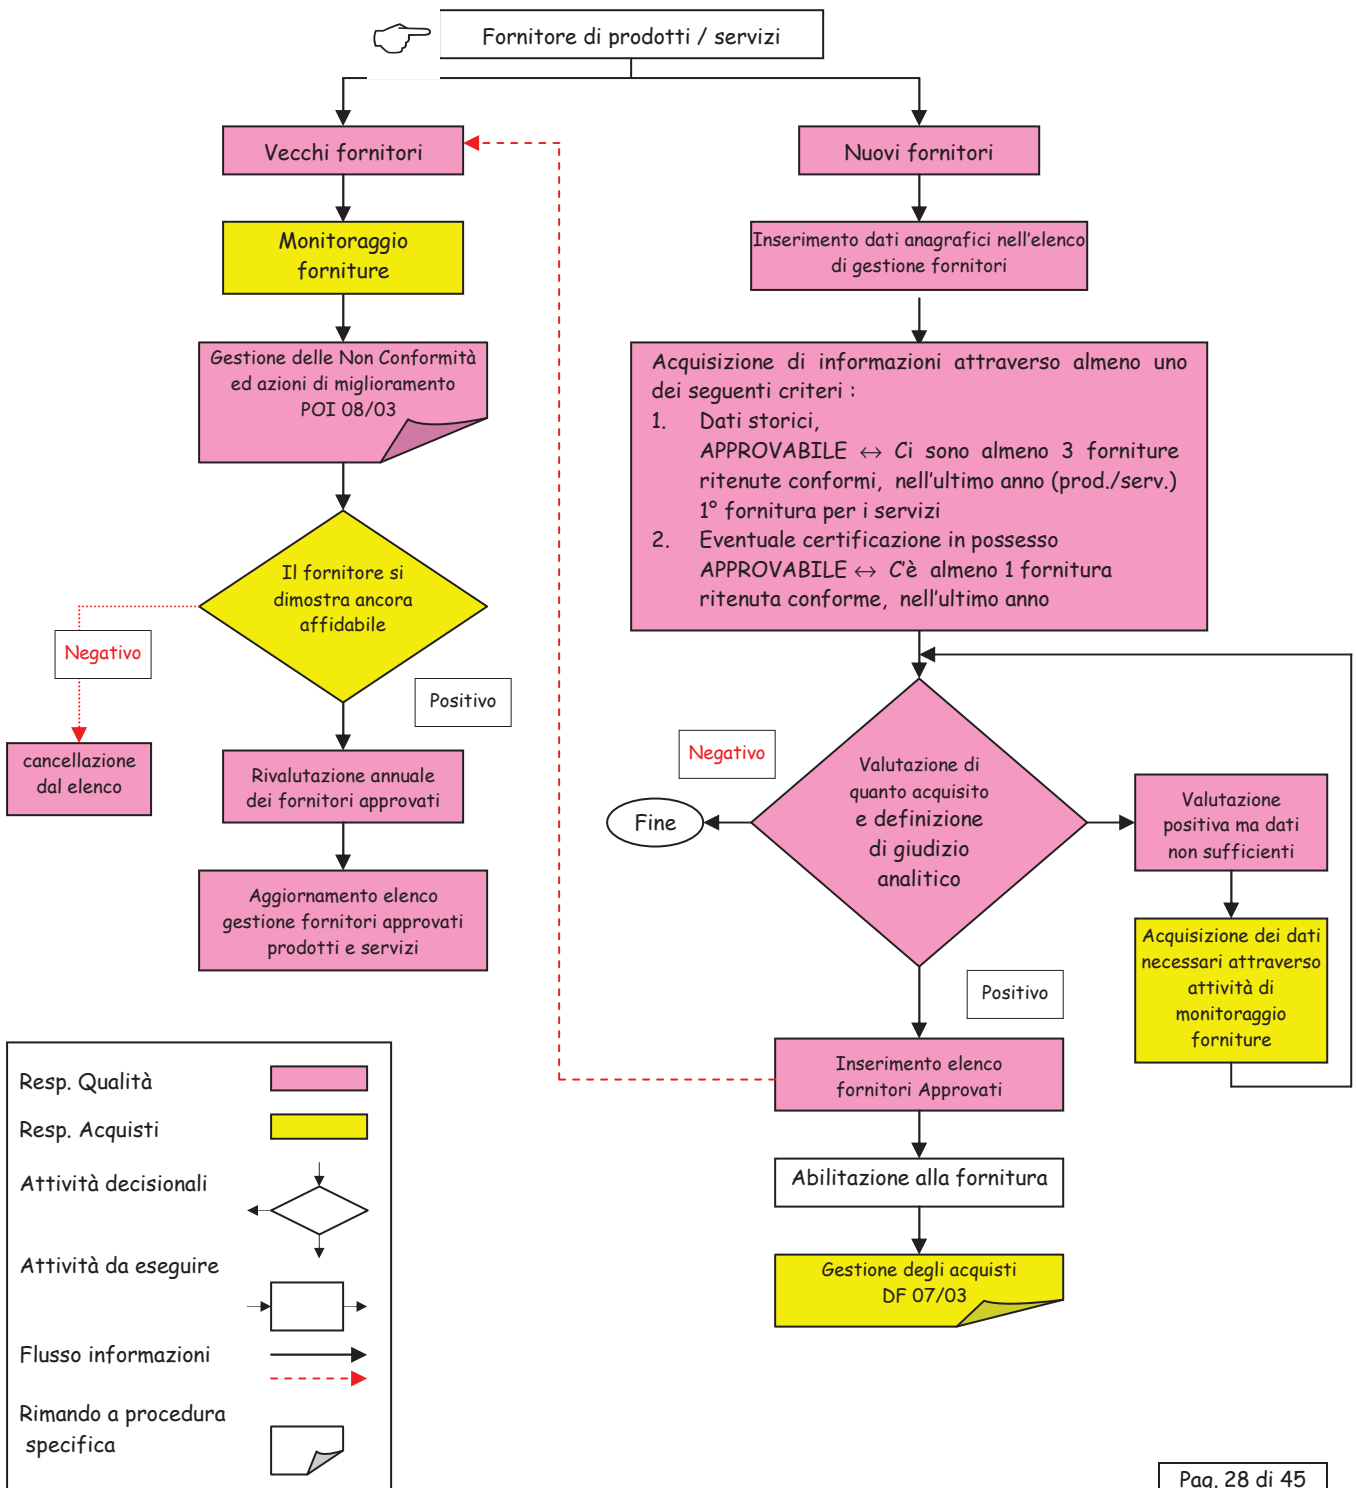 Fornitore di prodotti / servizi
Vecchi fornitori
Nuovi fornitori
Monitoraggio
forniture
Inserimento dati anagrafici nell'elenco
di gestione fornitori
Gestione delle Non Conformità
ed azioni di miglioramento
POI 08/03
Acquisizione di informazioni attraverso almeno uno
dei seguenti criteri :
1. Dati storici,
APPROVABILE ↔ Ci sono almeno 3 forniture
ritenute conformi, nell'ultimo anno (prod./serv.)
1° fornitura per i servizi
2. Eventuale certificazione in possesso
APPROVABILE ↔ C'è almeno 1 fornitura
ritenuta conforme, nell'ultimo anno
Il fornitore si
dimostra ancora
affidabile
Negativo
Positivo
cancellazione
dal elenco
Rivalutazione annuale
dei fornitori approvati
Aggiornamento elenco
gestione fornitori approvati
prodotti e servizi
Negativo
Fine
Valutazione di
quanto acquisito
e definizione
di giudizio
analitico
Valutazione
positiva ma dati
non sufficienti
Acquisizione dei dati
necessari attraverso
attività di
monitoraggio
forniture
Positivo
Inserimento elenco
fornitori Approvati
Abilitazione alla fornitura
Gestione degli acquisti
DF 07/03
Resp. Qualità
Resp. Acquisti
Attività decisionali
Attività da eseguire
Flusso informazioni
Rimando a procedura
specifica
Pag. 28 di 45